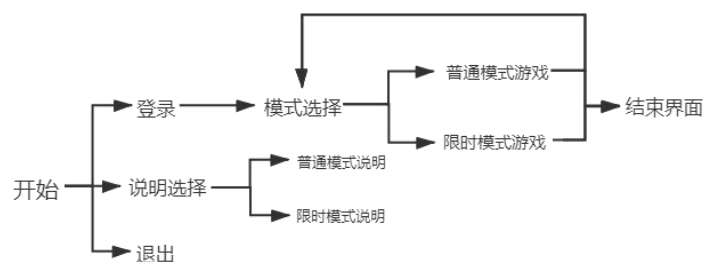 普通模式游戏
登录
模式选择
结束界面
限时模式游戏
普通模式说明
开始
说明选择
限时模式说明
退出